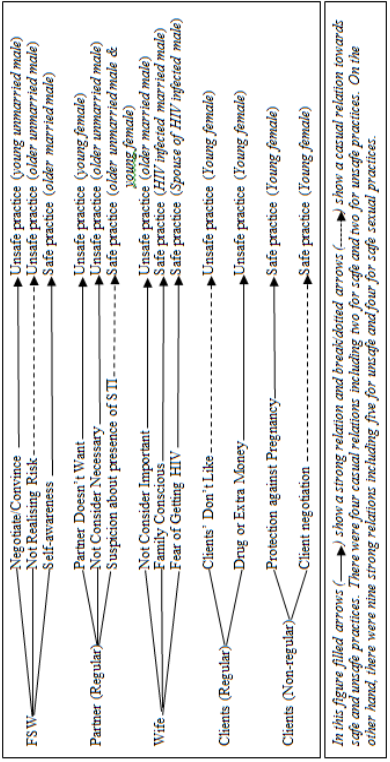 FSW
Negotiate/Convince Unsafe practice (young unmarried male)
Not Realising Risk Unsafe practice (older unmarried male)
Self-awareness Safe practice (older married male)
Partner (Regular)
Partner Doesn't Want Unsafe practice (young female)
Not Consider Necessary Unsafe practice (older unmarried male)
Suspicion about presence of STI Safe practice (older unmarried male &
young female)
Wife
Not Consider Important Unsafe practice (older married male)
Family Conscious Safe practice (HIV infected married male)
Fear of Getting HIV Safe practice (Spouse of HIV infected male)
Clients (Regular)
Clients' Don't Like Unsafe practice (Young female)
Drug or Extra Money Unsafe practice (Young female)
Clients (Non-regular)
Protection against Pregnancy Safe practice (Young female)
Client negotiation Safe practice (Young female)
In this figure filled arrows (⟶) show a strong relation and break/dotted arrows (----->) show a casual relation towards
safe and unsafe practices. There were four casual relations including two for safe and two for unsafe practices. On the
other hand, there were nine strong relations including five for unsafe and four for safe sexual practices.